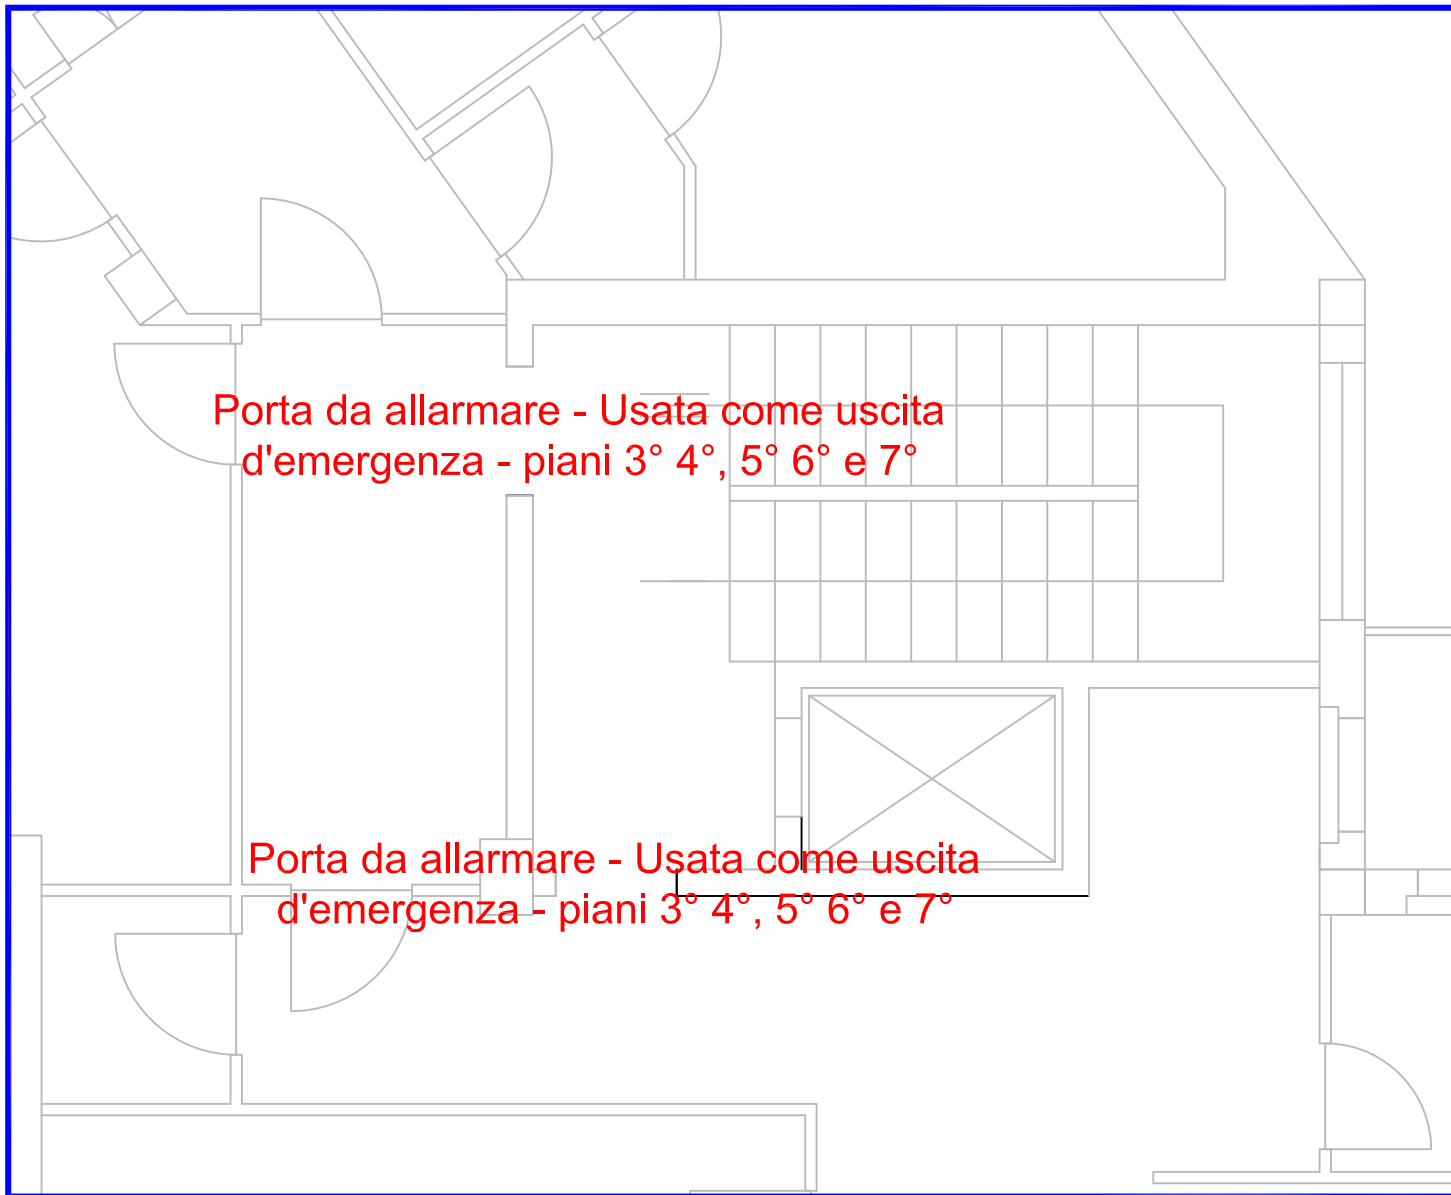 Porta da allarmare - Usata come uscita
d'emergenza - piani 3° 4°, 5° 6° e 7°
Porta da allarmare - Usata come uscita
d'emergenza - piani 3° 4°, 5° 6° e 7°